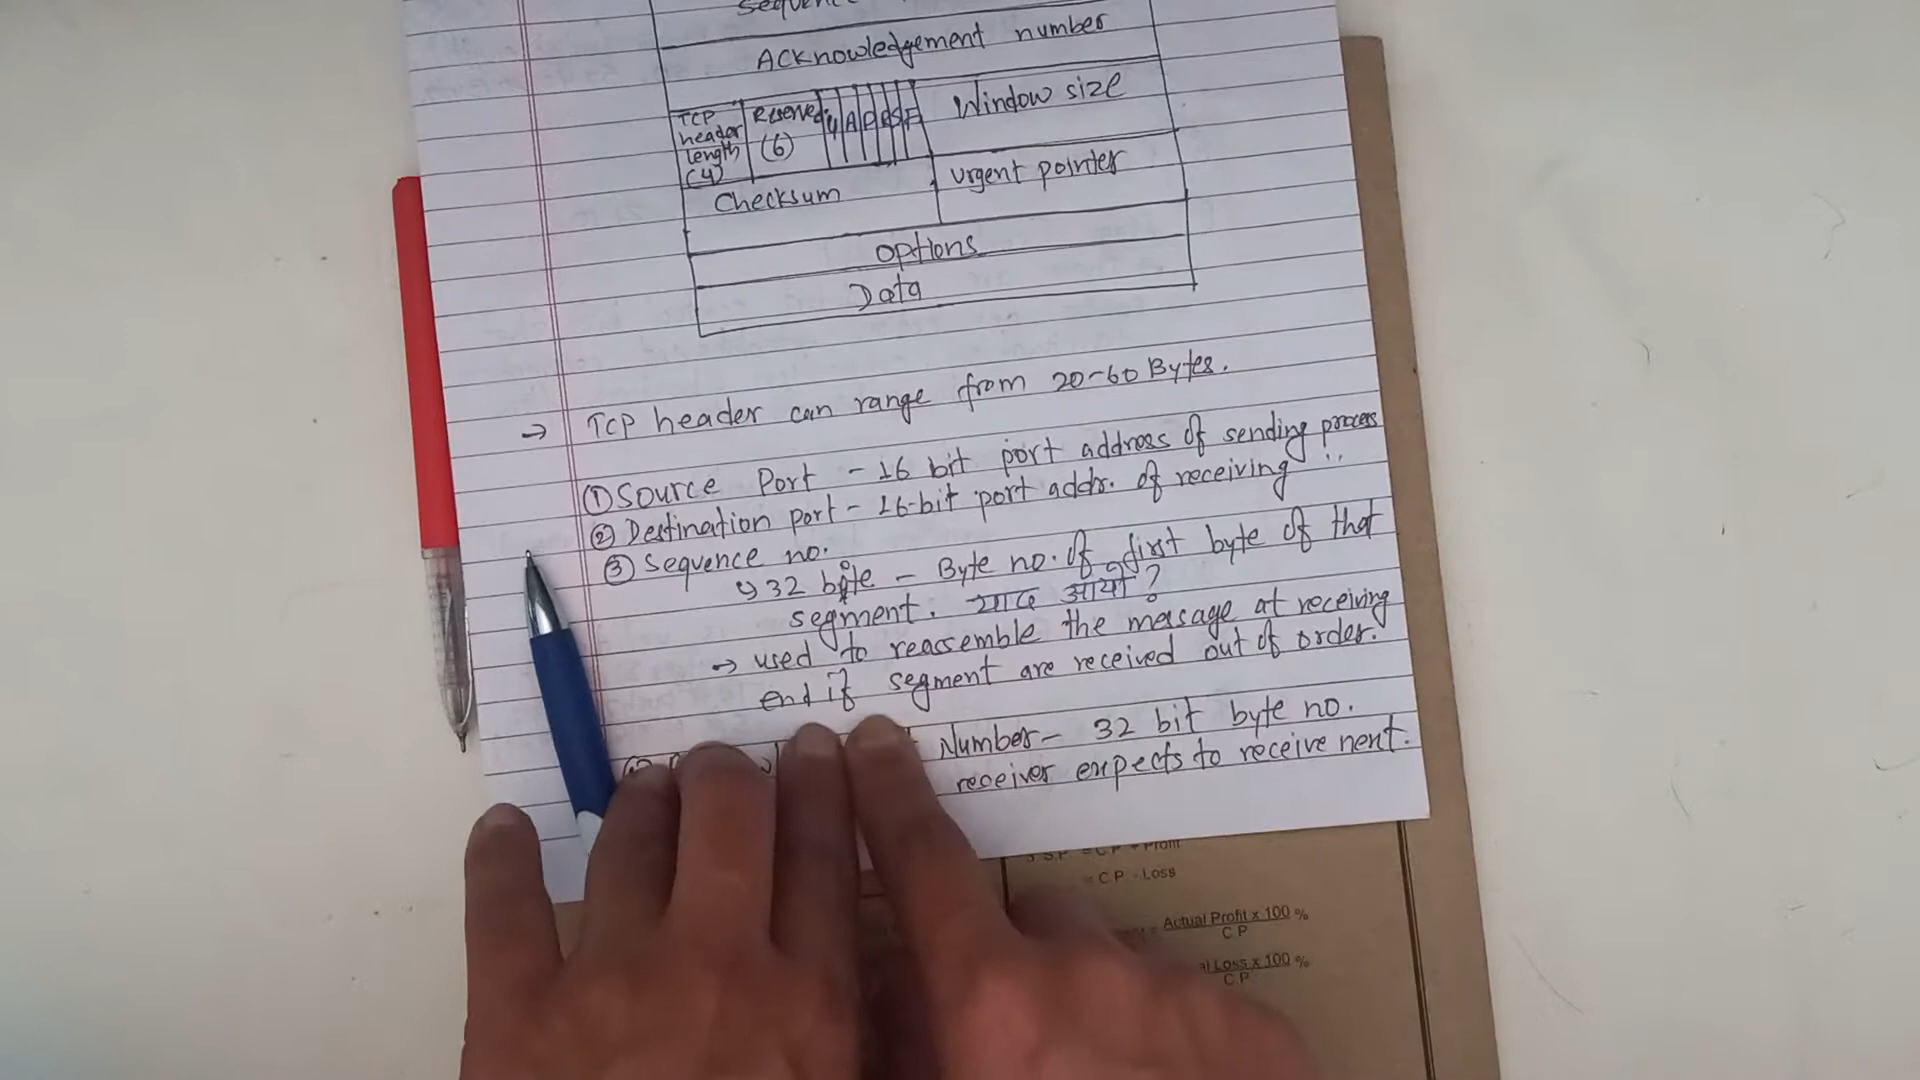 Sequence
Acknowledgement number
TCP header length (4)
Reserved (6)
U A P R S F
Window size
Checksum
Urgent pointer
options
Data
→ TCP header can range from 20-60 Bytes.
① Source Port - 16 bit port address of sending process
② Destination port - 16-bit port addr. of receiving "
③ Sequence no.
↳ 32 bite - Byte no. of first byte of that
segment. याद आया ?
→ used to reassemble the message at receiving
end if segment are received out of order.
Number - 32 bit byte no.
receiver expects to receive next.
= C P - Loss
Actual Profit x 100 %
C P
Loss x 100 %
C P